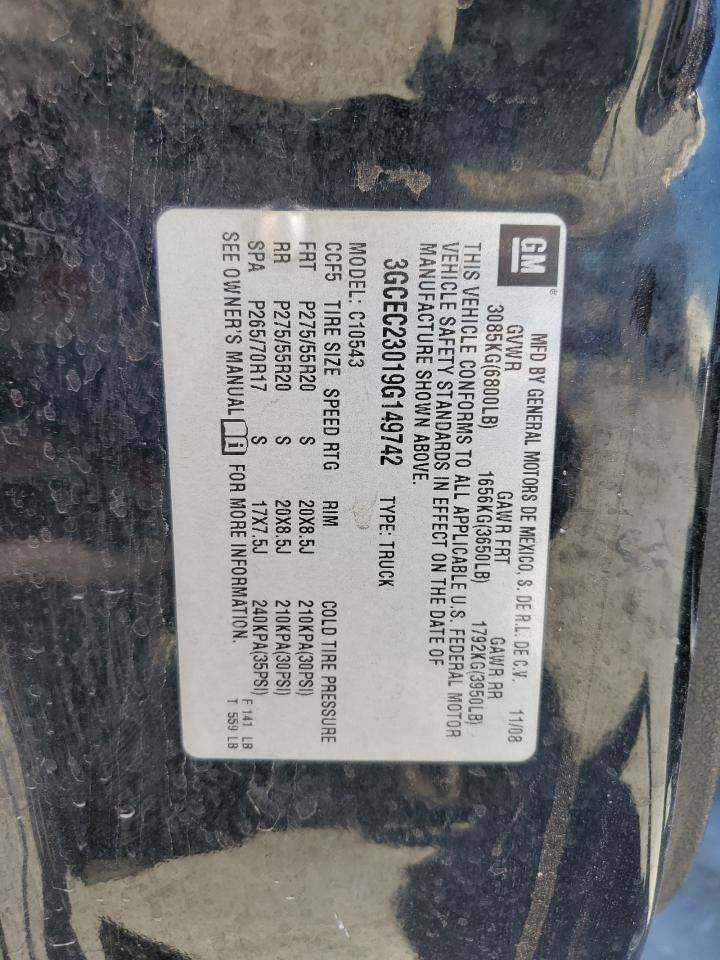 GM
MFD BY GENERAL MOTORS DE MEXICO, S. DE R.L. DE C.V. 11/08
GVWR GAWR FRT GAWR RR
3085KG(6800LB) 1656KG(3650LB) 1792KG(3950LB)
THIS VEHICLE CONFORMS TO ALL APPLICABLE U.S. FEDERAL MOTOR
VEHICLE SAFETY STANDARDS IN EFFECT ON THE DATE OF
MANUFACTURE SHOWN ABOVE.
3GCEC23019G149742 TYPE: TRUCK
MODEL: C10543
CCF5 TIRE SIZE SPEED RTG RIM COLD TIRE PRESSURE
FRT P275/55R20 S 20X8.5J 210KPA(30PSI)
RR P275/55R20 S 20X8.5J 210KPA(30PSI)
SPA P265/70R17 S 17X7.5J 240KPA(35PSI)
SEE OWNER'S MANUAL FOR MORE INFORMATION.
F 141 LB
T 559 LB